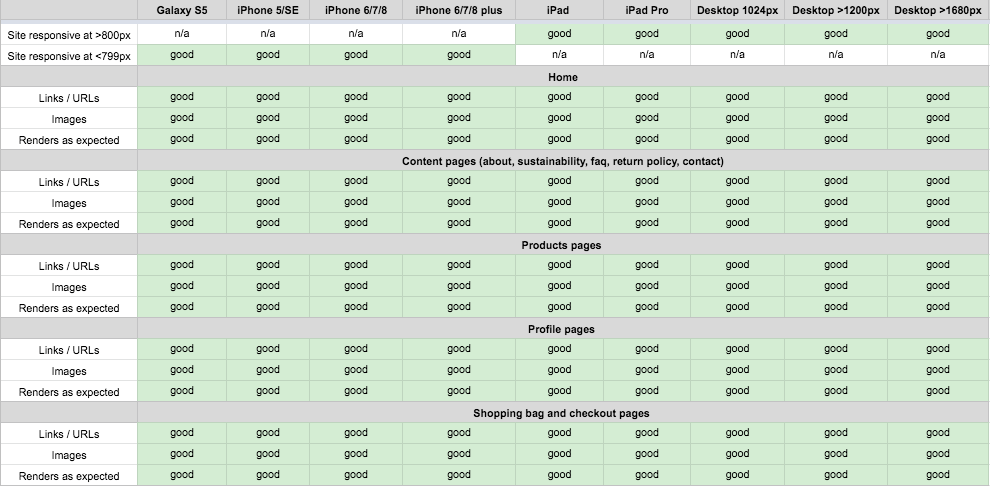 Galaxy S5 iPhone 5/SE iPhone 6/7/8 iPhone 6/7/8 plus iPad iPad Pro Desktop 1024px Desktop >1200px Desktop >1680px
Site responsive at >800px n/a n/a n/a n/a good good good good good
Site responsive at <799px good good good good n/a n/a n/a n/a n/a
Home
Links / URLs good good good good good good good good good
Images good good good good good good good good good
Renders as expected good good good good good good good good good
Content pages (about, sustainability, faq, return policy, contact)
Links / URLs good good good good good good good good good
Images good good good good good good good good good
Renders as expected good good good good good good good good good
Products pages
Links / URLs good good good good good good good good good
Images good good good good good good good good good
Renders as expected good good good good good good good good good
Profile pages
Links / URLs good good good good good good good good good
Images good good good good good good good good good
Renders as expected good good good good good good good good good
Shopping bag and checkout pages
Links / URLs good good good good good good good good good
Images good good good good good good good good good
Renders as expected good good good good good good good good good